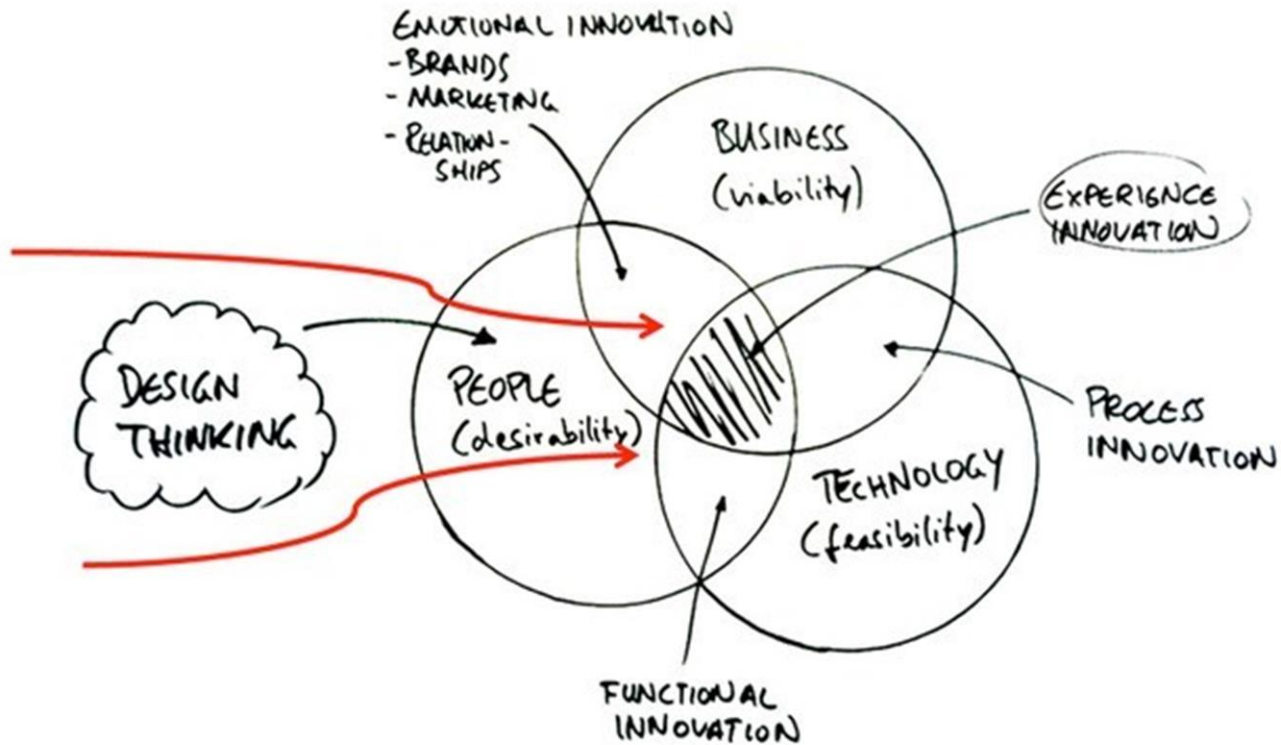 EMOTIONAL INNOVATION
- BRANDS
- MARKETING
- RELATION-
SHIPS
BUSINESS
(viability)
EXPERIENCE
INNOVATION
DESIGN
THINKING
PEOPLE
(desirability)
PROCESS
INNOVATION
TECHNOLOGY
(feasibility)
FUNCTIONAL
INNOVATION